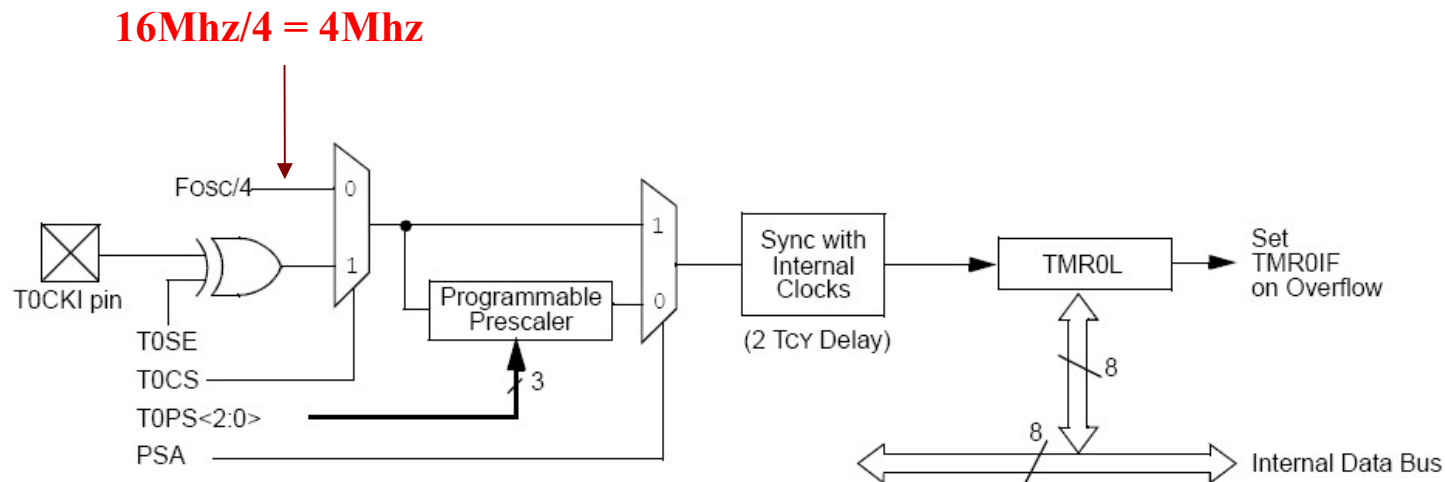 16Mhz/4 = 4Mhz
FOSC/4
0
1
T0CKI pin
T0SE
T0CS
T0PS<2:0>
PSA
Programmable
Prescaler
3
1
0
Sync with
Internal
Clocks
(2 TCY Delay)
TMR0L
Set
TMR0IF
on Overflow
8
8
Internal Data Bus